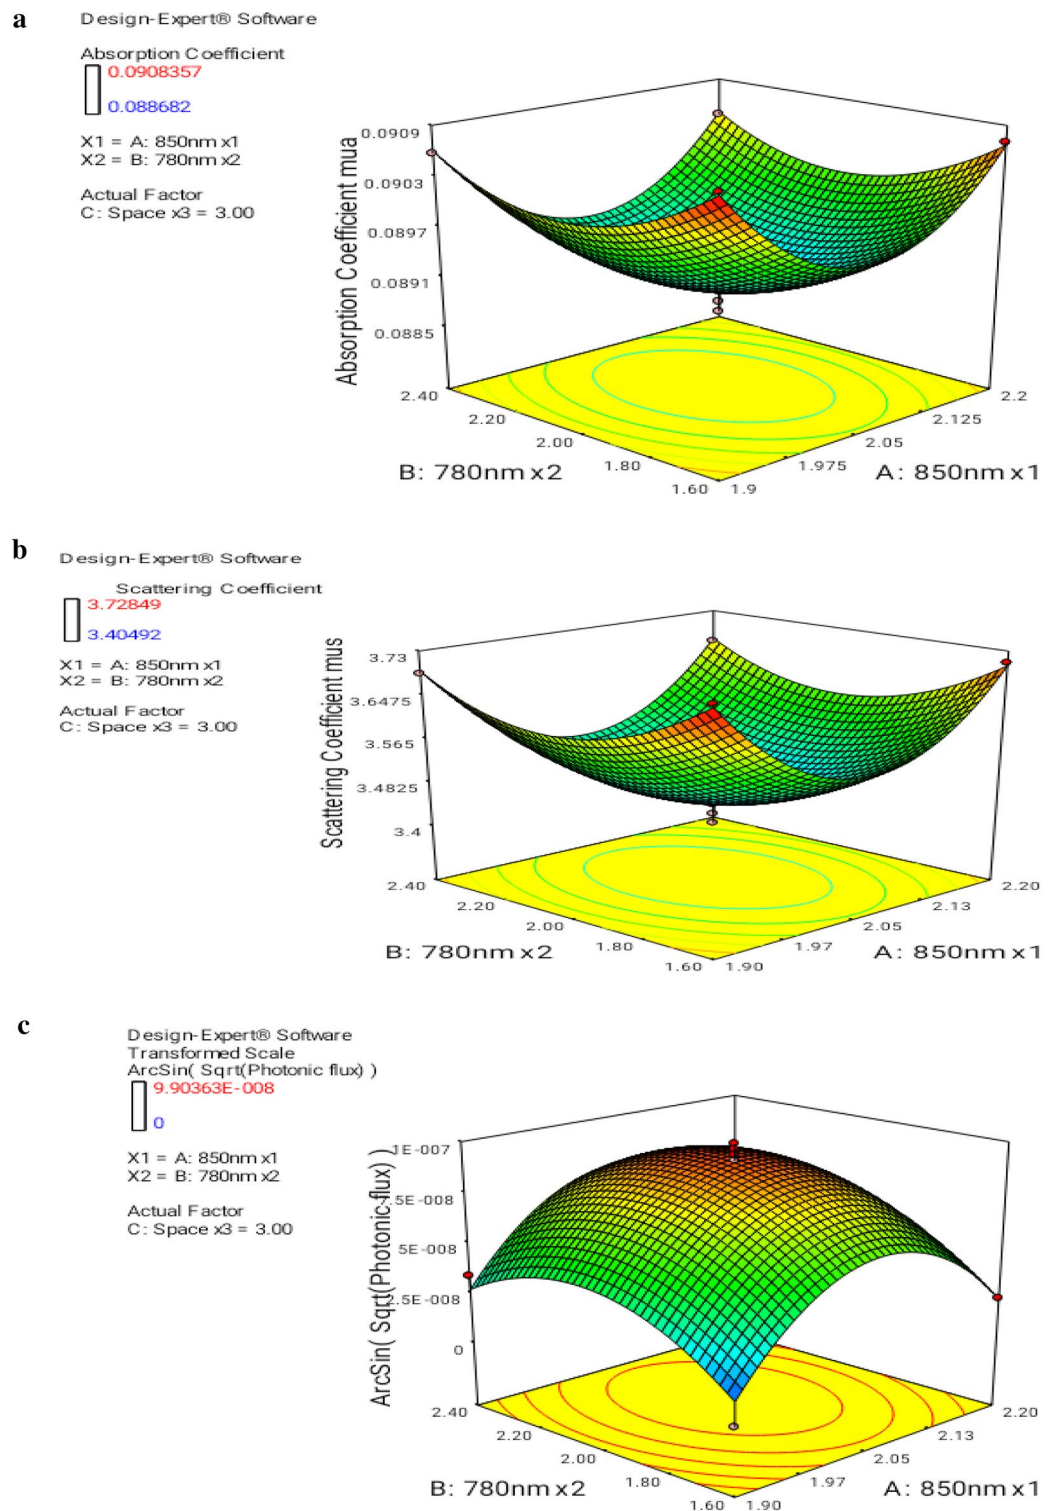 a
Design-Expert® Software
Absorption Coefficient
0.0908357
0.088682
X1 = A: 850nm x1
X2 = B: 780nm x2
Actual Factor
C: Space x3 = 3.00
Absorption Coefficient mua
0.0909
0.0903
0.0897
0.0891
0.0885
2.40
2.20
2.00
1.80
1.60
1.9
1.975
2.05
2.125
2.2
B: 780nm x2
A: 850nm x1
b
Design-Expert® Software
Scattering Coefficient
3.72849
3.40492
X1 = A: 850nm x1
X2 = B: 780nm x2
Actual Factor
C: Space x3 = 3.00
Scattering Coefficient mus
3.73
3.6475
3.565
3.4825
3.4
2.40
2.20
2.00
1.80
1.60
1.90
1.97
2.05
2.13
2.20
B: 780nm x2
A: 850nm x1
c
Design-Expert® Software
Transformed Scale
ArcSin( Sqrt(Photonic flux) )
9.90363E-008
0
X1 = A: 850nm x1
X2 = B: 780nm x2
Actual Factor
C: Space x3 = 3.00
ArcSin( Sqrt(Photonic flux) )
1E-007
.5E-008
5E-008
2.5E-008
0
2.40
2.20
2.00
1.80
1.60
1.90
1.97
2.05
2.13
2.20
B: 780nm x2
A: 850nm x1